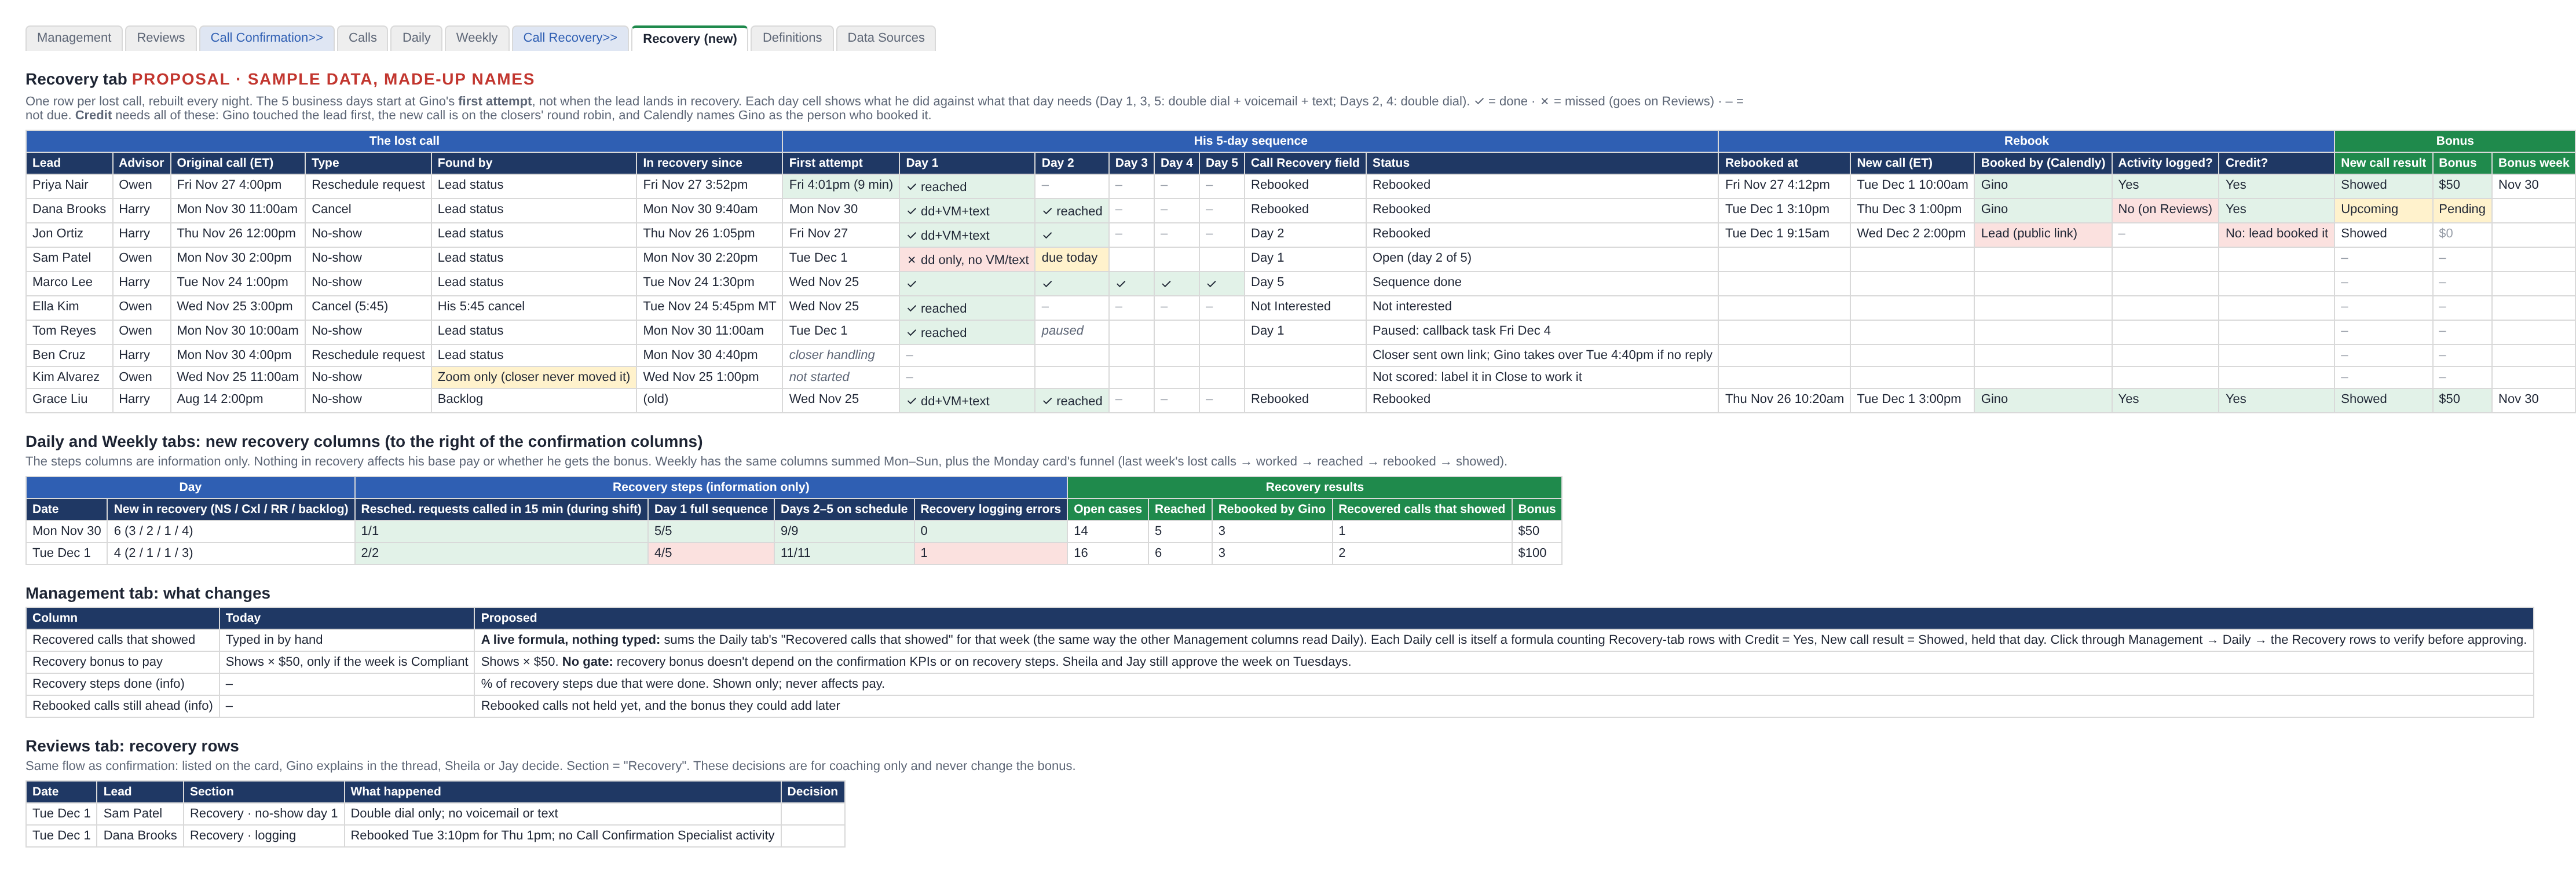 Management Reviews Call Confirmation>> Calls Daily Weekly Call Recovery>> Recovery (new) Definitions Data Sources
Recovery tab PROPOSAL · SAMPLE DATA, MADE-UP NAMES
One row per lost call, rebuilt every night. The 5 business days start at Gino's first attempt, not when the lead lands in recovery. Each day cell shows what he did against what that day needs (Day 1, 3, 5: double dial + voicemail + text; Days 2, 4: double dial). ✓ = done · ✕ = missed (goes on Reviews) · – =
not due. Credit needs all of these: Gino touched the lead first, the new call is on the closers' round robin, and Calendly names Gino as the person who booked it.
The lost call His 5-day sequence Rebook Bonus
Lead Advisor Original call (ET) Type Found by In recovery since First attempt Day 1 Day 2 Day 3 Day 4 Day 5 Call Recovery field Status Rebooked at New call (ET) Booked by (Calendly) Activity logged? Credit? New call result Bonus Bonus week
Priya Nair Owen Fri Nov 27 4:00pm Reschedule request Lead status Fri Nov 27 3:52pm Fri 4:01pm (9 min) ✓ reached – – – – Rebooked Rebooked Fri Nov 27 4:12pm Tue Dec 1 10:00am Gino Yes Yes Showed $50 Nov 30
Dana Brooks Harry Mon Nov 30 11:00am Cancel Lead status Mon Nov 30 9:40am Mon Nov 30 ✓ dd+VM+text ✓ reached – – – Rebooked Rebooked Tue Dec 1 3:10pm Thu Dec 3 1:00pm Gino No (on Reviews) Yes Upcoming Pending
Jon Ortiz Harry Thu Nov 26 12:00pm No-show Lead status Thu Nov 26 1:05pm Fri Nov 27 ✓ dd+VM+text ✓ – – – Day 2 Rebooked Tue Dec 1 9:15am Wed Dec 2 2:00pm Lead (public link) – No: lead booked it Showed $0
Sam Patel Owen Mon Nov 30 2:00pm No-show Lead status Mon Nov 30 2:20pm Tue Dec 1 ✕ dd only, no VM/text due today Day 1 Open (day 2 of 5) – –
Marco Lee Harry Tue Nov 24 1:00pm No-show Lead status Tue Nov 24 1:30pm Wed Nov 25 ✓ ✓ ✓ ✓ ✓ Day 5 Sequence done – –
Ella Kim Owen Wed Nov 25 3:00pm Cancel (5:45) His 5:45 cancel Tue Nov 24 5:45pm MT Wed Nov 25 ✓ reached – – – – Not Interested Not interested – –
Tom Reyes Owen Mon Nov 30 10:00am No-show Lead status Mon Nov 30 11:00am Tue Dec 1 ✓ reached paused Day 1 Paused: callback task Fri Dec 4 – –
Ben Cruz Harry Mon Nov 30 4:00pm Reschedule request Lead status Mon Nov 30 4:40pm closer handling – Closer sent own link; Gino takes over Tue 4:40pm if no reply – –
Kim Alvarez Owen Wed Nov 25 11:00am No-show Zoom only (closer never moved it) Wed Nov 25 1:00pm not started – Not scored: label it in Close to work it – –
Grace Liu Harry Aug 14 2:00pm No-show Backlog (old) Wed Nov 25 ✓ dd+VM+text ✓ reached – – – Rebooked Rebooked Thu Nov 26 10:20am Tue Dec 1 3:00pm Gino Yes Yes Showed $50 Nov 30
Daily and Weekly tabs: new recovery columns (to the right of the confirmation columns)
The steps columns are information only. Nothing in recovery affects his base pay or whether he gets the bonus. Weekly has the same columns summed Mon–Sun, plus the Monday card's funnel (last week's lost calls → worked → reached → rebooked → showed).
Day Recovery steps (information only) Recovery results
Date New in recovery (NS / Cxl / RR / backlog) Resched. requests called in 15 min (during shift) Day 1 full sequence Days 2–5 on schedule Recovery logging errors Open cases Reached Rebooked by Gino Recovered calls that showed Bonus
Mon Nov 30 6 (3 / 2 / 1 / 4) 1/1 5/5 9/9 0 14 5 3 1 $50
Tue Dec 1 4 (2 / 1 / 1 / 3) 2/2 4/5 11/11 1 16 6 3 2 $100
Management tab: what changes
Column Today Proposed
Recovered calls that showed Typed in by hand A live formula, nothing typed: sums the Daily tab's "Recovered calls that showed" for that week (the same way the other Management columns read Daily). Each Daily cell is itself a formula counting Recovery-tab rows with Credit = Yes, New call result = Showed, held that day. Click through Management → Daily → the Recovery rows to verify before approving.
Recovery bonus to pay Shows × $50, only if the week is Compliant Shows × $50. No gate: recovery bonus doesn't depend on the confirmation KPIs or on recovery steps. Sheila and Jay still approve the week on Tuesdays.
Recovery steps done (info) – % of recovery steps due that were done. Shown only; never affects pay.
Rebooked calls still ahead (info) – Rebooked calls not held yet, and the bonus they could add later
Reviews tab: recovery rows
Same flow as confirmation: listed on the card, Gino explains in the thread, Sheila or Jay decide. Section = "Recovery". These decisions are for coaching only and never change the bonus.
Date Lead Section What happened Decision
Tue Dec 1 Sam Patel Recovery · no-show day 1 Double dial only; no voicemail or text
Tue Dec 1 Dana Brooks Recovery · logging Rebooked Tue 3:10pm for Thu 1pm; no Call Confirmation Specialist activity